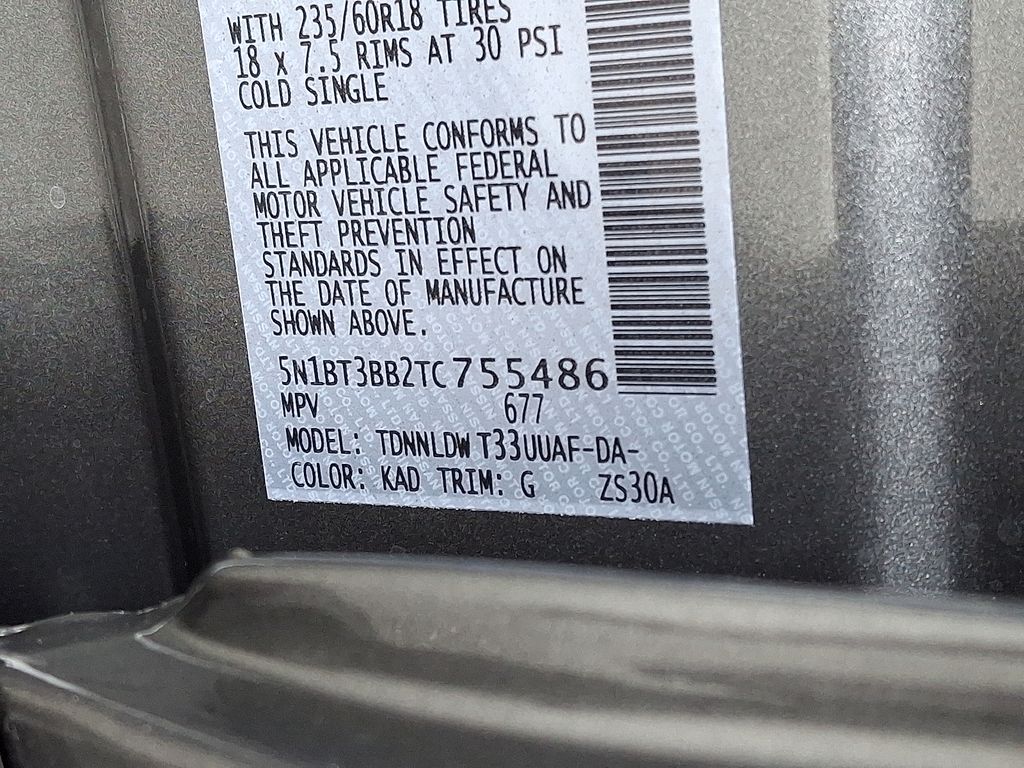 WITH 235/60R18 TIRES
18 x 7.5 RIMS AT 30 PSI
COLD SINGLE
THIS VEHICLE CONFORMS TO
ALL APPLICABLE FEDERAL
MOTOR VEHICLE SAFETY AND
THEFT PREVENTION
STANDARDS IN EFFECT ON
THE DATE OF MANUFACTURE
SHOWN ABOVE.
5N1BT3BB2TC755486
MPV 677
MODEL: TDNNLDW T33UUAF-DA-
COLOR: KAD TRIM: G ZS30A